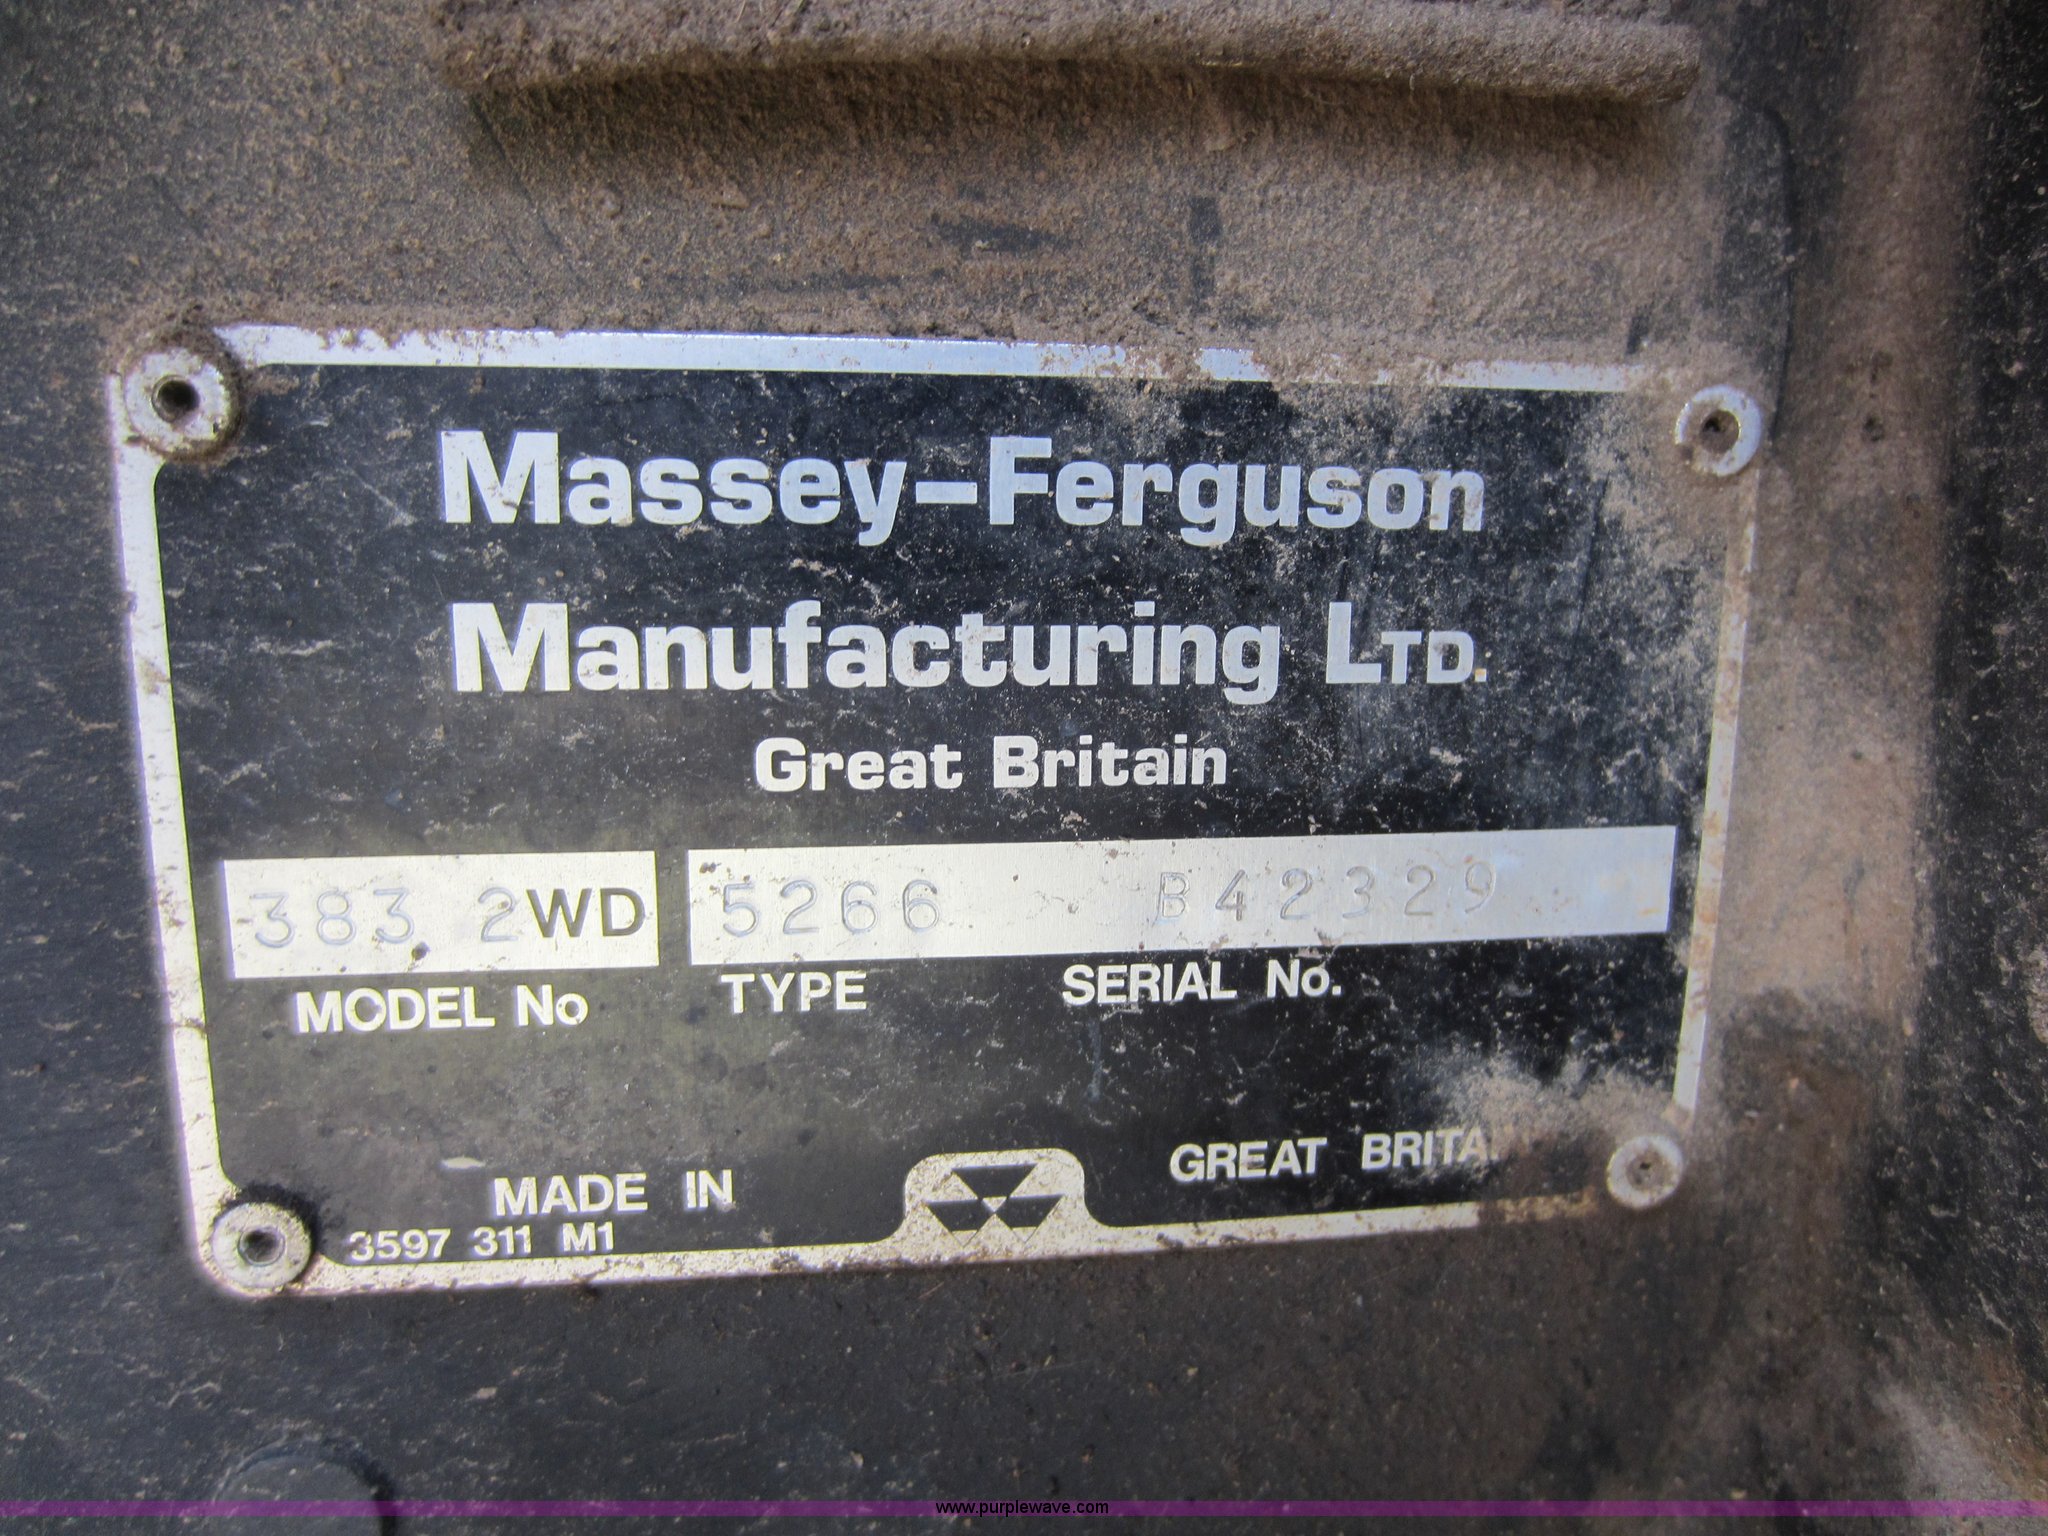 Massey-Ferguson
Manufacturing LTD.
Great Britain
383 2WD 5266 B42329
MODEL No TYPE SERIAL No.
MADE IN GREAT BRITA
3597 311 M1
www.purplewave.com